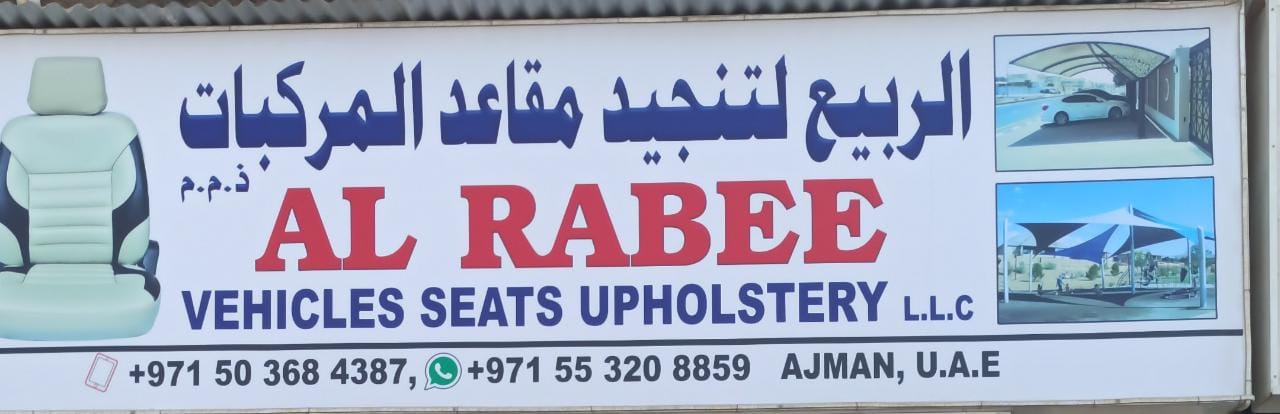 الربيع لتنجيد مقاعد المركبات
ذ.م.م
AL RABEE
VEHICLES SEATS UPHOLSTERY L.L.C
+971 50 368 4387, +971 55 320 8859 AJMAN, U.A.E